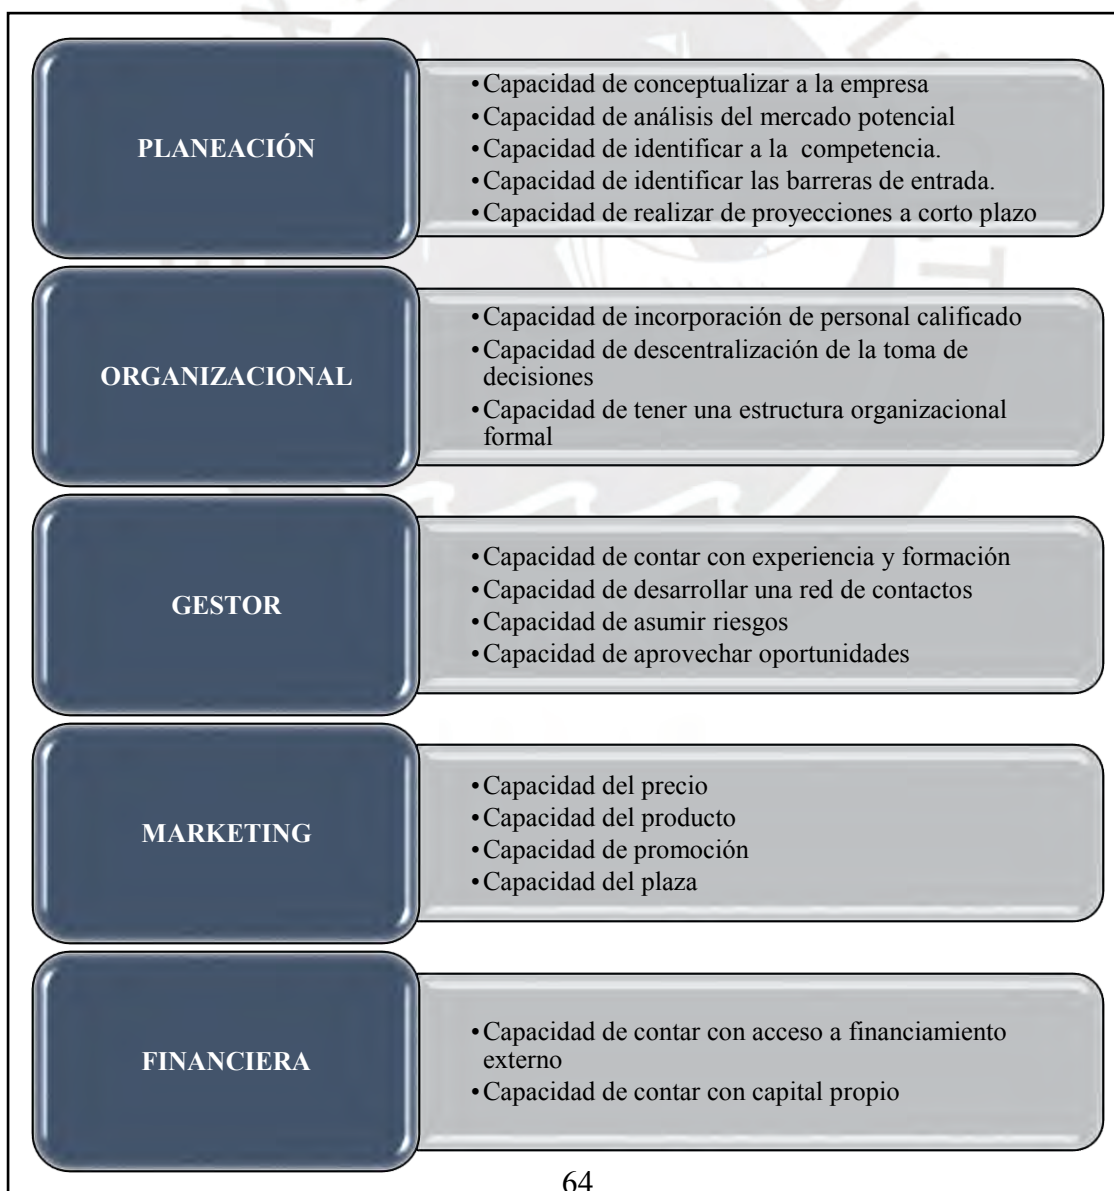 PLANEACIÓN
•Capacidad de conceptualizar a la empresa
•Capacidad de análisis del mercado potencial
•Capacidad de identificar a la competencia.
•Capacidad de identificar las barreras de entrada.
•Capacidad de realizar de proyecciones a corto plazo
ORGANIZACIONAL
•Capacidad de incorporación de personal calificado
•Capacidad de descentralización de la toma de
decisiones
•Capacidad de tener una estructura organizacional
formal
GESTOR
•Capacidad de contar con experiencia y formación
•Capacidad de desarrollar una red de contactos
•Capacidad de asumir riesgos
•Capacidad de aprovechar oportunidades
MARKETING
•Capacidad del precio
•Capacidad del producto
•Capacidad de promoción
•Capacidad del plaza
FINANCIERA
•Capacidad de contar con acceso a financiamiento
externo
•Capacidad de contar con capital propio
64